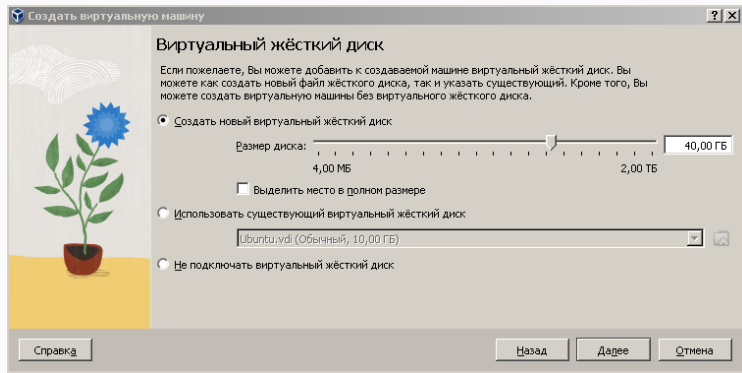 Создать виртуальную машину
Виртуальный жёсткий диск
Если пожелаете, Вы можете добавить к создаваемой машине виртуальный жёсткий диск. Вы
можете как создать новый файл жёсткого диска, так и указать существующий. Кроме того, Вы
можете создать виртуальную машины без виртуального жёсткого диска.
Создать новый виртуальный жёсткий диск
Размер диска: 40,00 ГБ
4,00 МБ 2,00 ТБ
Выделить место в полном размере
Использовать существующий виртуальный жёсткий диск
Ubuntu.vdi (Обычный, 10,00 ГБ)
Не подключать виртуальный жёсткий диск
Справка Назад Далее Отмена